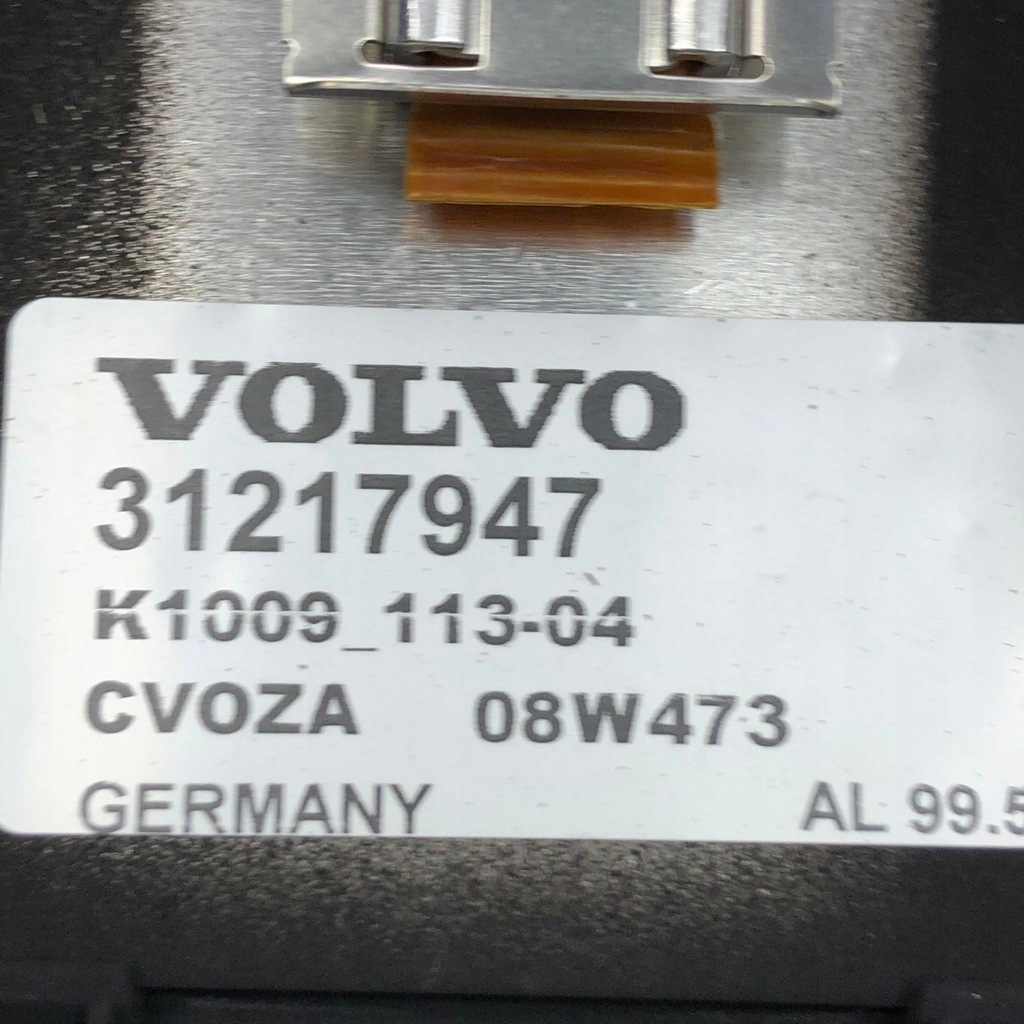 VOLVO
31217947
K1009_113-04
CVOZA 08W473
GERMANY AL 99.5